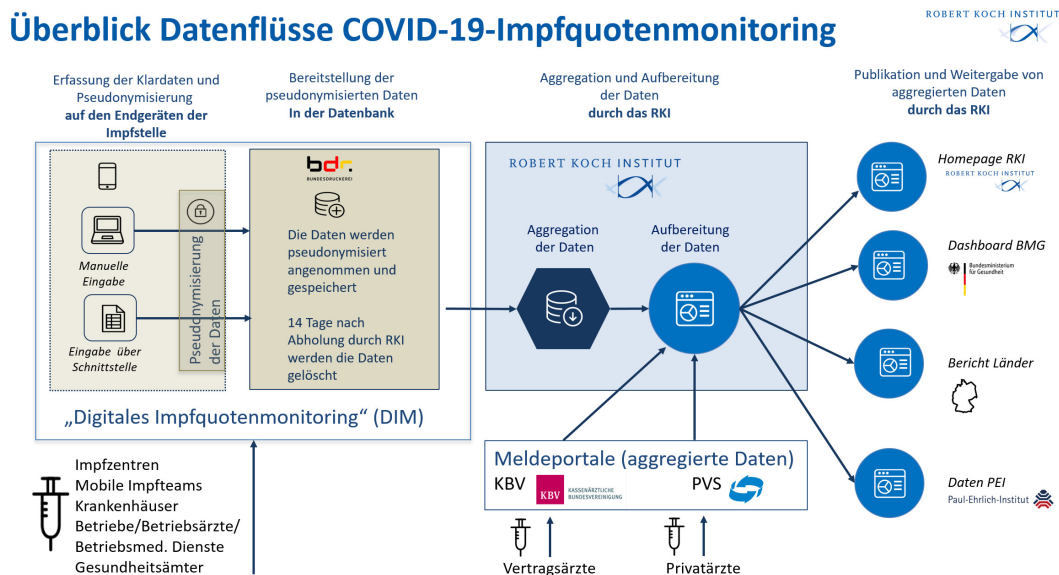 Überblick Datenflüsse COVID-19-Impfquotenmonitoring
ROBERT KOCH INSTITUT
Erfassung der Klardaten und
Pseudonymisierung
auf den Endgeräten der
Impfstelle
Bereitstellung der
pseudonymisierten Daten
In der Datenbank
Aggregation und Aufbereitung
der Daten
durch das RKI
Publikation und Weitergabe von
aggregierten Daten
durch das RKI
Manuelle
Eingabe
Eingabe über
Schnittstelle
Pseudonymisierung
der Daten
bdr.
BUNDESDRUCKEREI
Die Daten werden
pseudonymisiert
angenommen und
gespeichert
14 Tage nach
Abholung durch RKI
werden die Daten
gelöscht
„Digitales Impfquotenmonitoring“ (DIM)
ROBERT KOCH INSTITUT
Aggregation
der Daten
Aufbereitung
der Daten
Homepage RKI
ROBERT KOCH INSTITUT
Dashboard BMG
Bundesministerium
für Gesundheit
Bericht Länder
Daten PEI
Paul-Ehrlich-Institut
Meldeportale (aggregierte Daten)
KBV
KBV
KASSENÄRZTLICHE
BUNDESVEREINIGUNG
PVS
Impfzentren
Mobile Impfteams
Krankenhäuser
Betriebe/Betriebsärzte/
Betriebsmed. Dienste
Gesundheitsämter
Vertragsärzte
Privatärzte